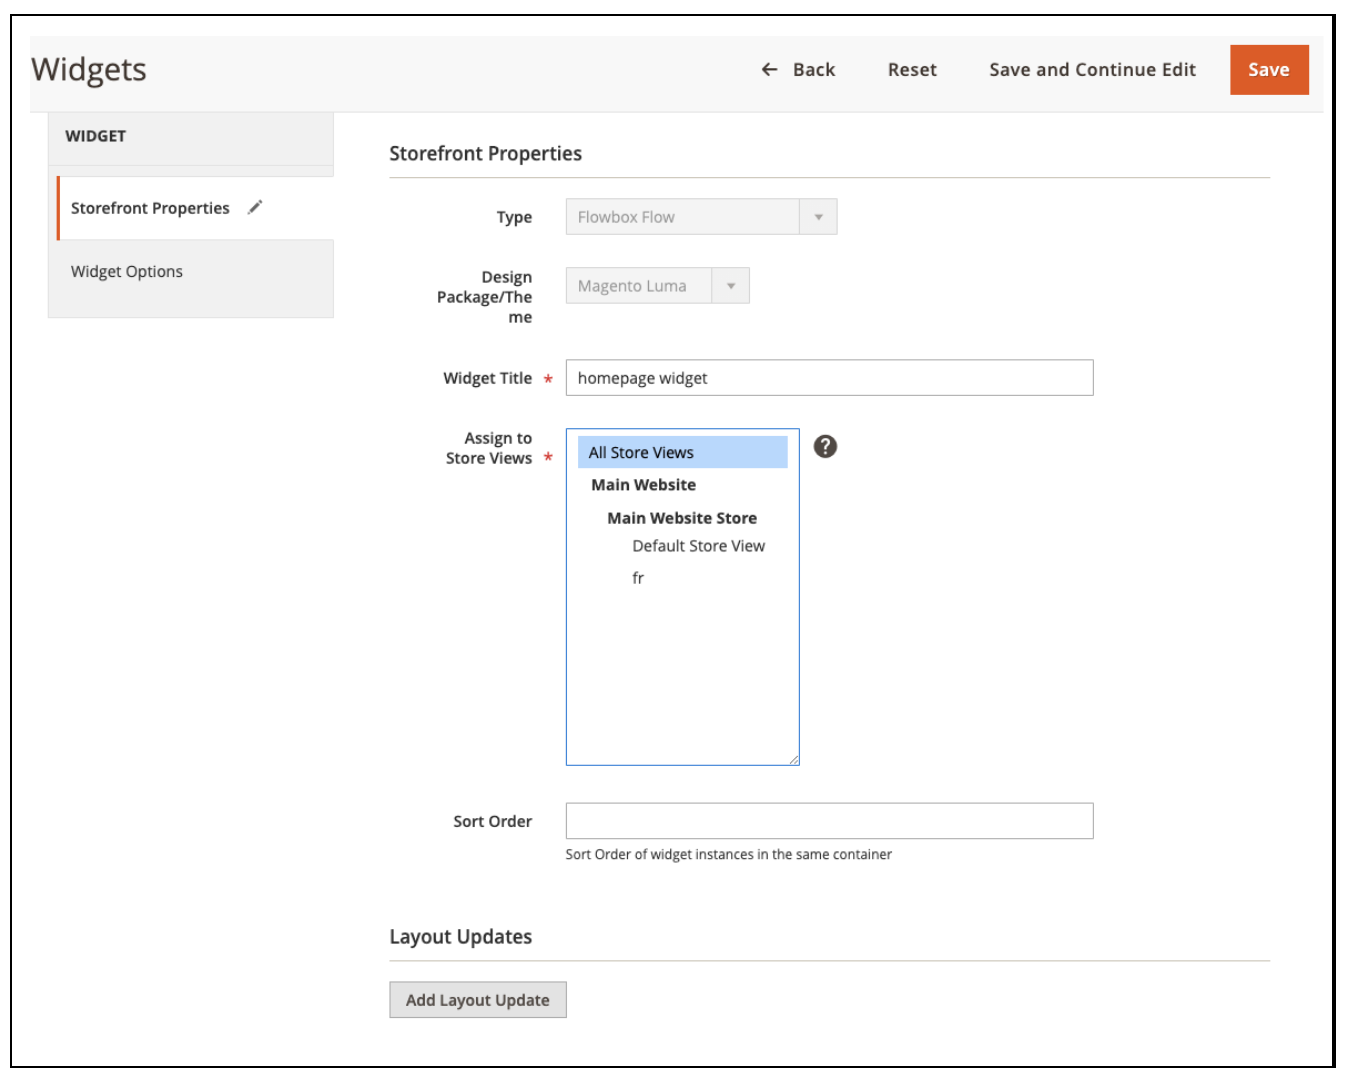 Widgets
← Back
Reset
Save and Continue Edit
Save
WIDGET
Storefront Properties
Widget Options
Storefront Properties
Type
Flowbox Flow
Design
Package/The
me
Magento Luma
Widget Title *
homepage widget
Assign to
Store Views *
All Store Views
Main Website
Main Website Store
Default Store View
fr
?
Sort Order
Sort Order of widget instances in the same container
Layout Updates
Add Layout Update